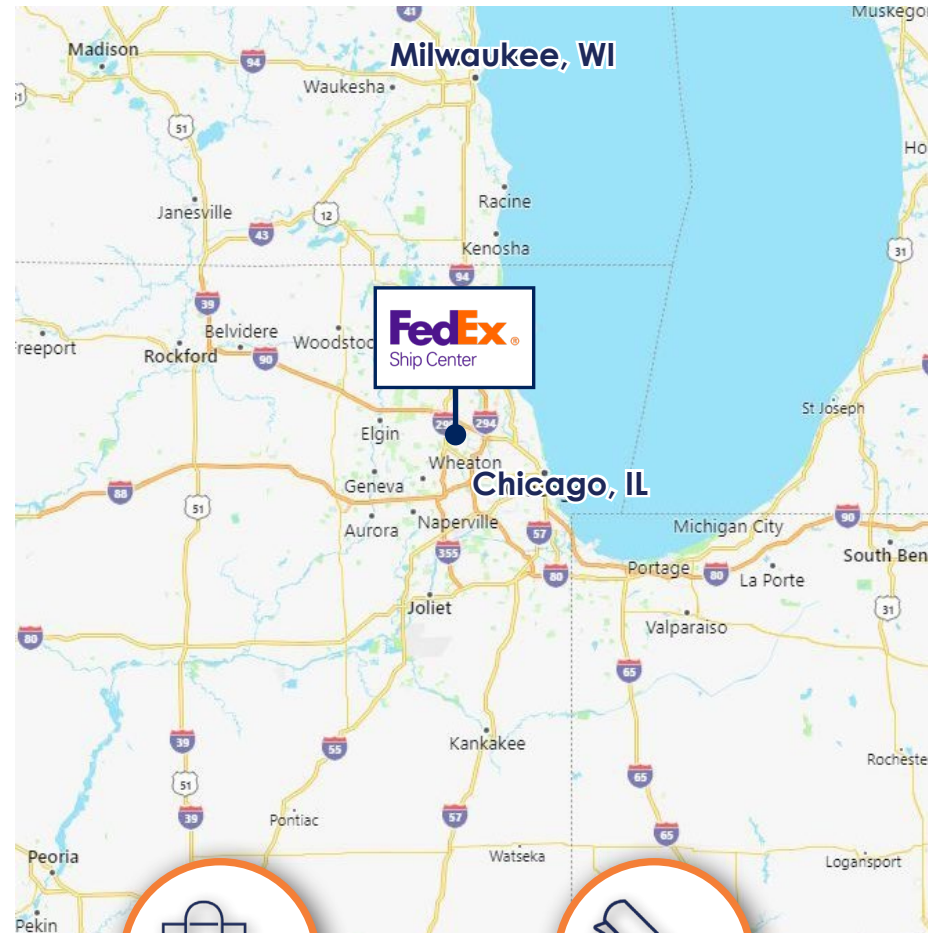 41
Muskego
Madison
Milwaukee, WI
94
Waukesha
51
51
Ho
Janesville
12
Racine
43
Kenosha
31
94
39
FedEx®
Belvidere
Woodstoc
reeport
Rockford
90
Ship Center
St Joseph
Elgin
294
Wheaton
Geneva
Chicago, IL
88
51
Aurora
Naperville
57
Michigan City
90
355
South Ben
80
Portage
80
La Porte
Joliet
31
Valparaiso
80
65
39
Kankakee
55
Rocheste
65
51
39
Pontiac
57
65
Peoria
Watseka
Logansport
Pekin